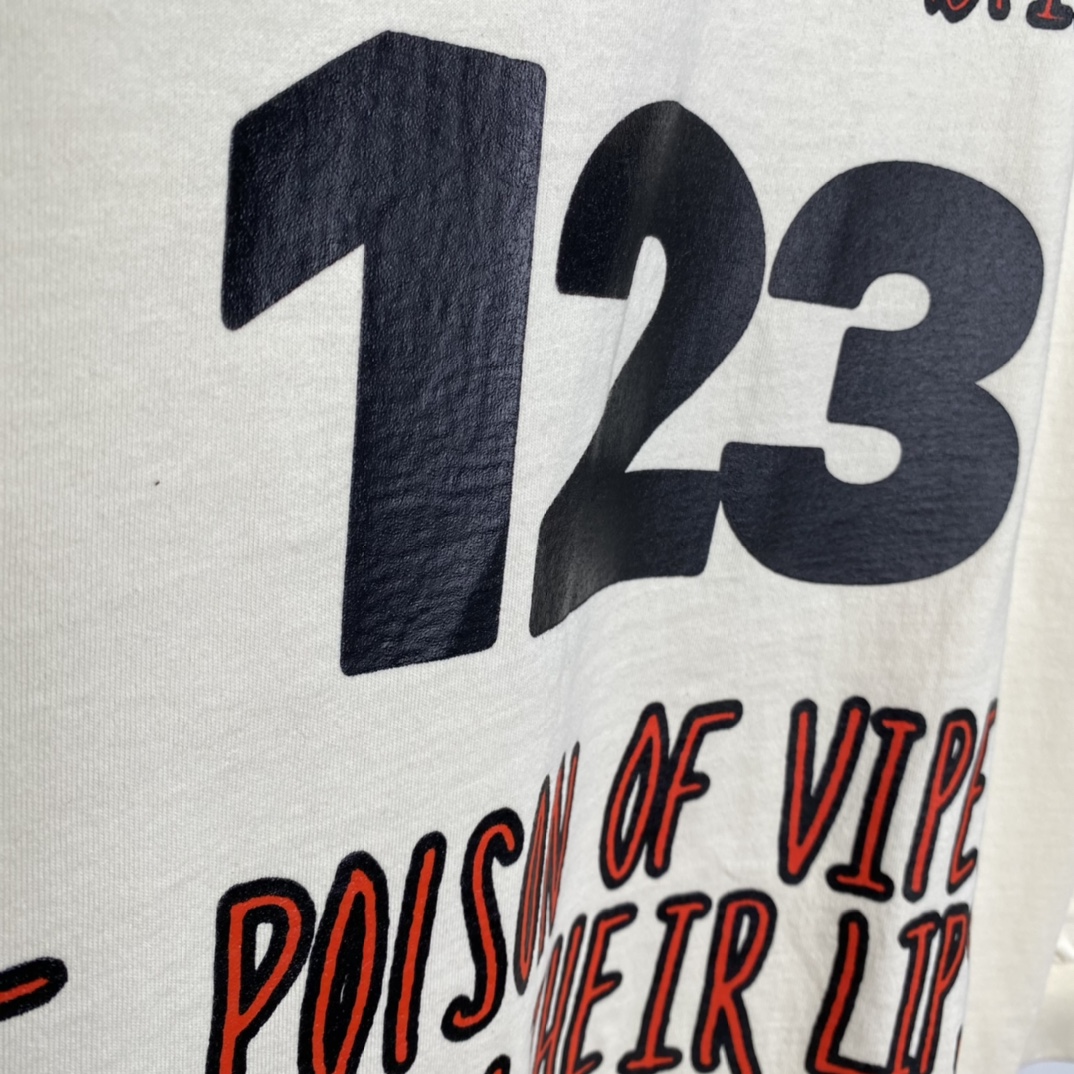 123
POISON OF VIPE
HEIR LIP